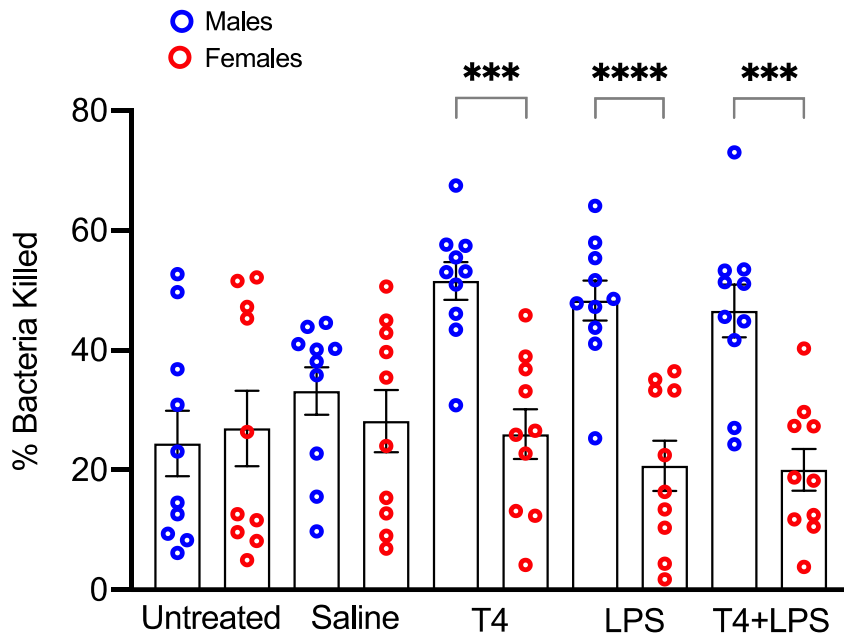 Males
Females
*** **** ***
% Bacteria Killed
80
60
40
20
0
Untreated Saline T4 LPS T4+LPS